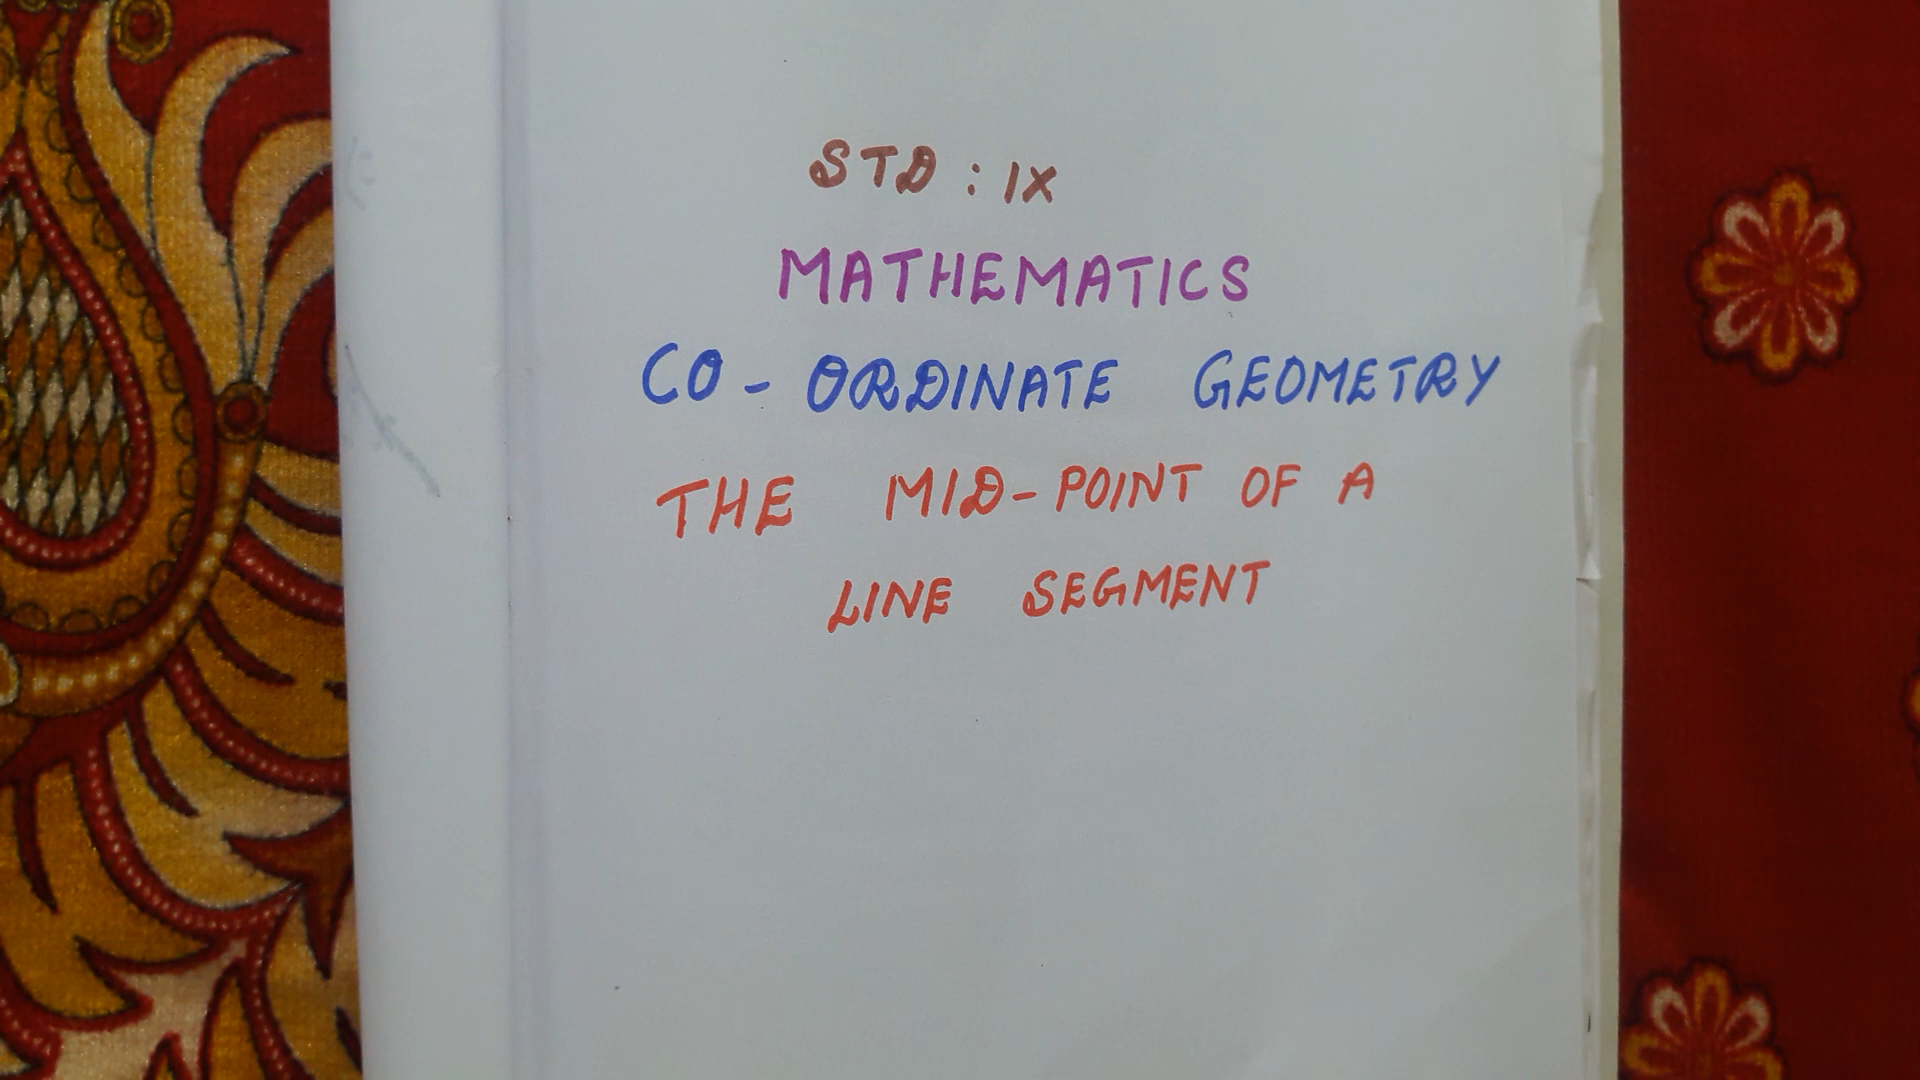 STD : IX
MATHEMATICS
CO - ORDINATE GEOMETRY
THE MID-POINT OF A
LINE SEGMENT